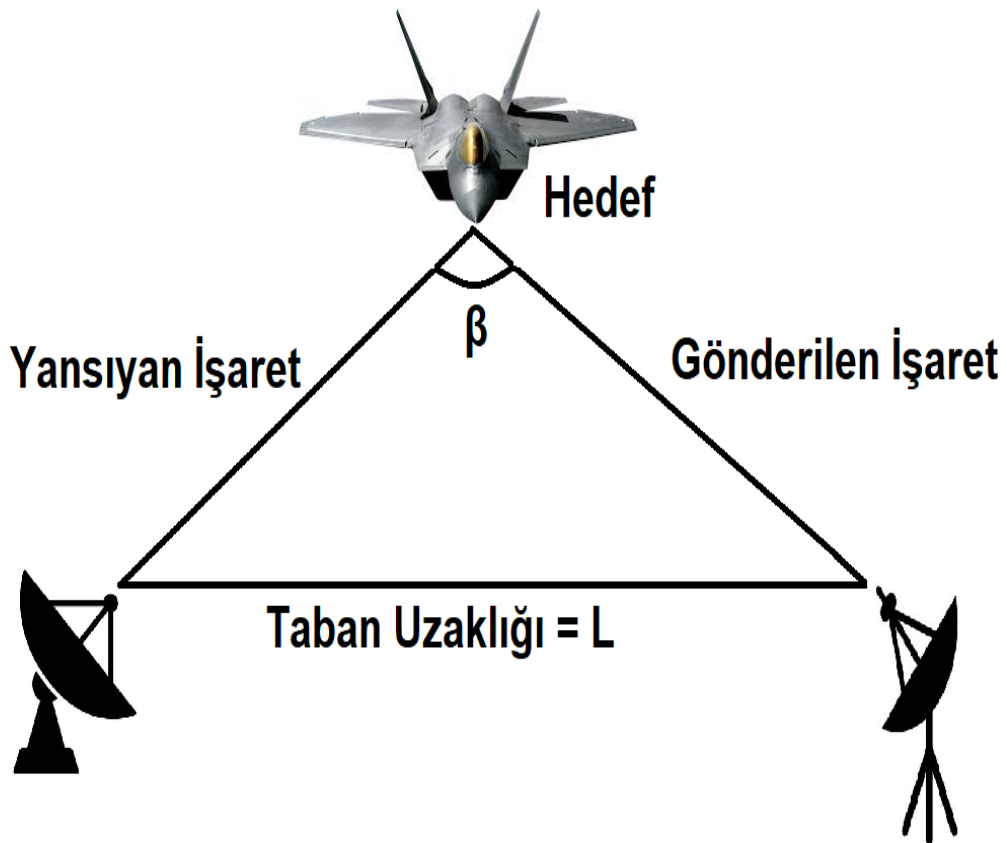 Hedef
β
Yansıyan İşaret
Gönderilen İşaret
Taban Uzaklığı = L